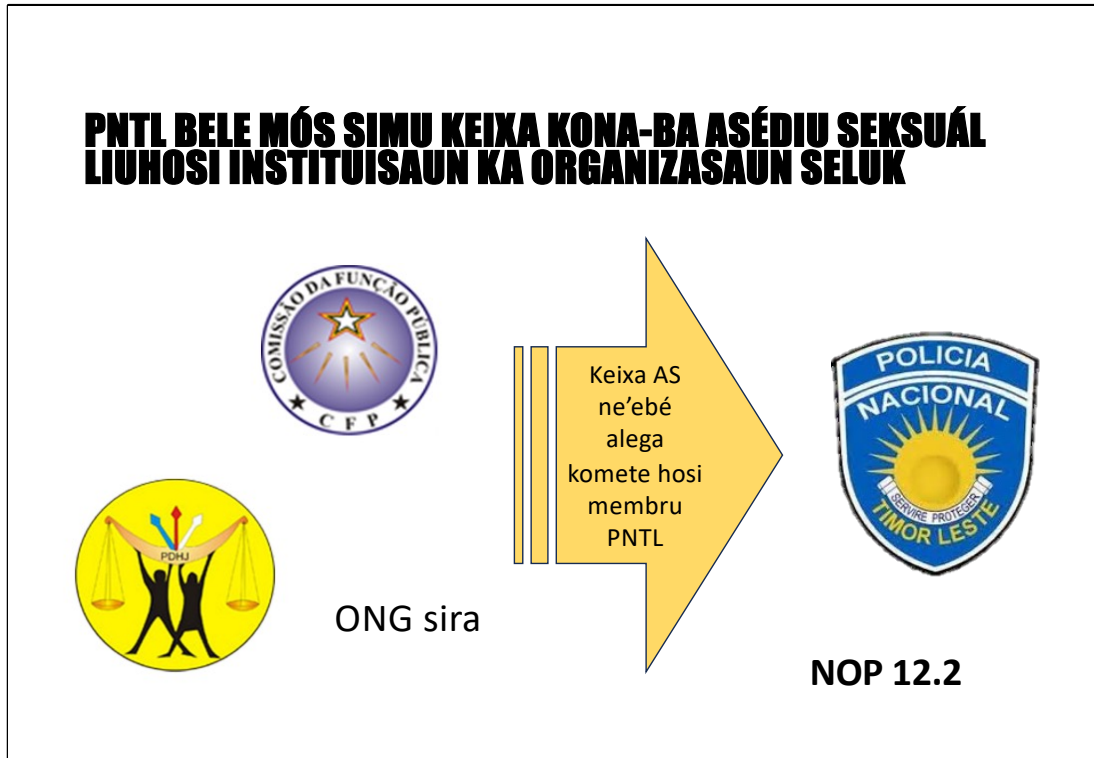 PNTL BELE MÓS SIMU KEIXA KONA-BA ASÉDIU SEKSUÁL
LIUHOSI INSTITUISAUN KA ORGANIZASAUN SELUK
COMISSÃO DA FUNÇÃO PÚBLICA
C F P
PDHJ
ONG sira
Keixa AS
ne’ebé
alega
komete hosi
membru
PNTL
POLICIA
NACIONAL
SERVIRE PROTEGER
TIMOR LESTE
NOP 12.2